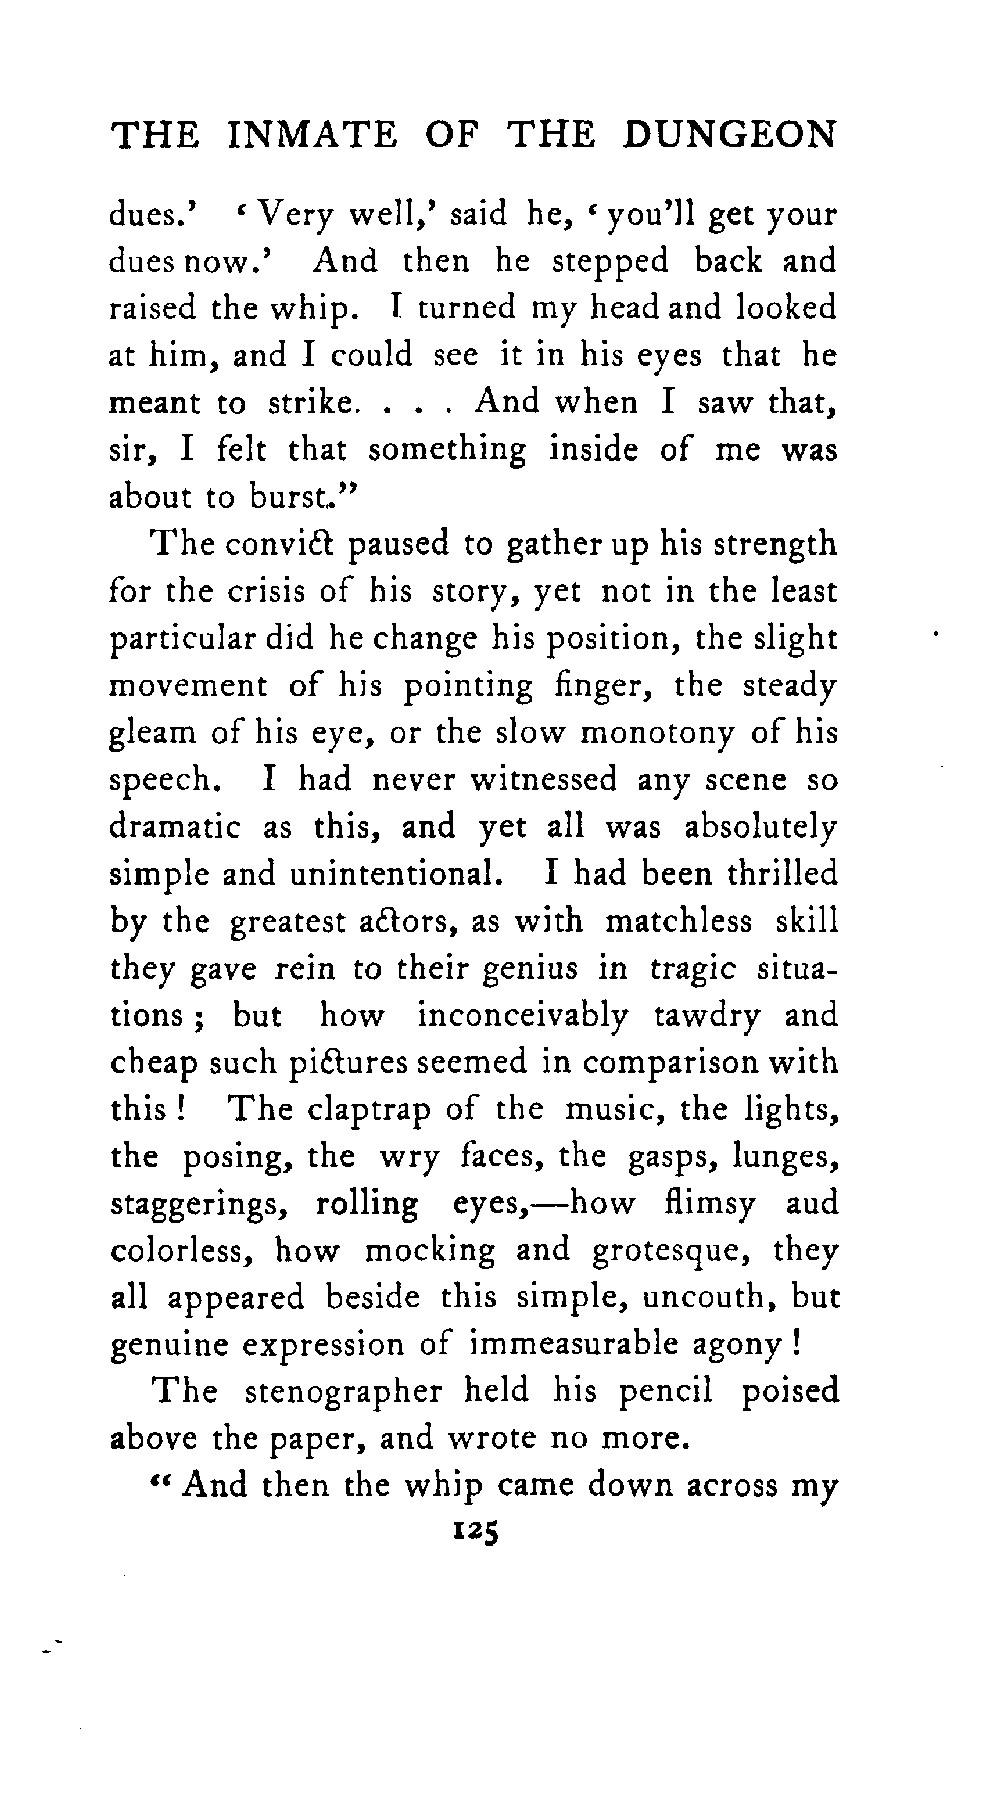 THE INMATE OF THE DUNGEON
dues.' ‘ Very well,’ said he, ‘ you'll get your
dues now.’ And then he stepped back and
raised the whip. I turned my head and looked
at him, and I could see it in his eyes that he
meant to strike. . . . And when I saw that,
sir, I felt that something inside of me was
about to burst.”
The convict paused to gather up his strength
for the crisis of his story, yet not in the least
particular did he change his position, the slight
movement of his pointing finger, the steady
gleam of his eye, or the slow monotony of his
speech. I had never witnessed any scene so
dramatic as this, and yet all was absolutely
simple and unintentional. I had been thrilled
by the greatest actors, as with matchless skill
they gave rein to their genius in tragic situa-
tions ; but how inconceivably tawdry and
cheap such pictures seemed in comparison with
this ! The claptrap of the music, the lights,
the posing, the wry faces, the gasps, lunges,
staggerings, rolling eyes,—how flimsy aud
colorless, how mocking and grotesque, they
all appeared beside this simple, uncouth, but
genuine expression of immeasurable agony !
The stenographer held his pencil poised
above the paper, and wrote no more.
“ And then the whip came down across my
125